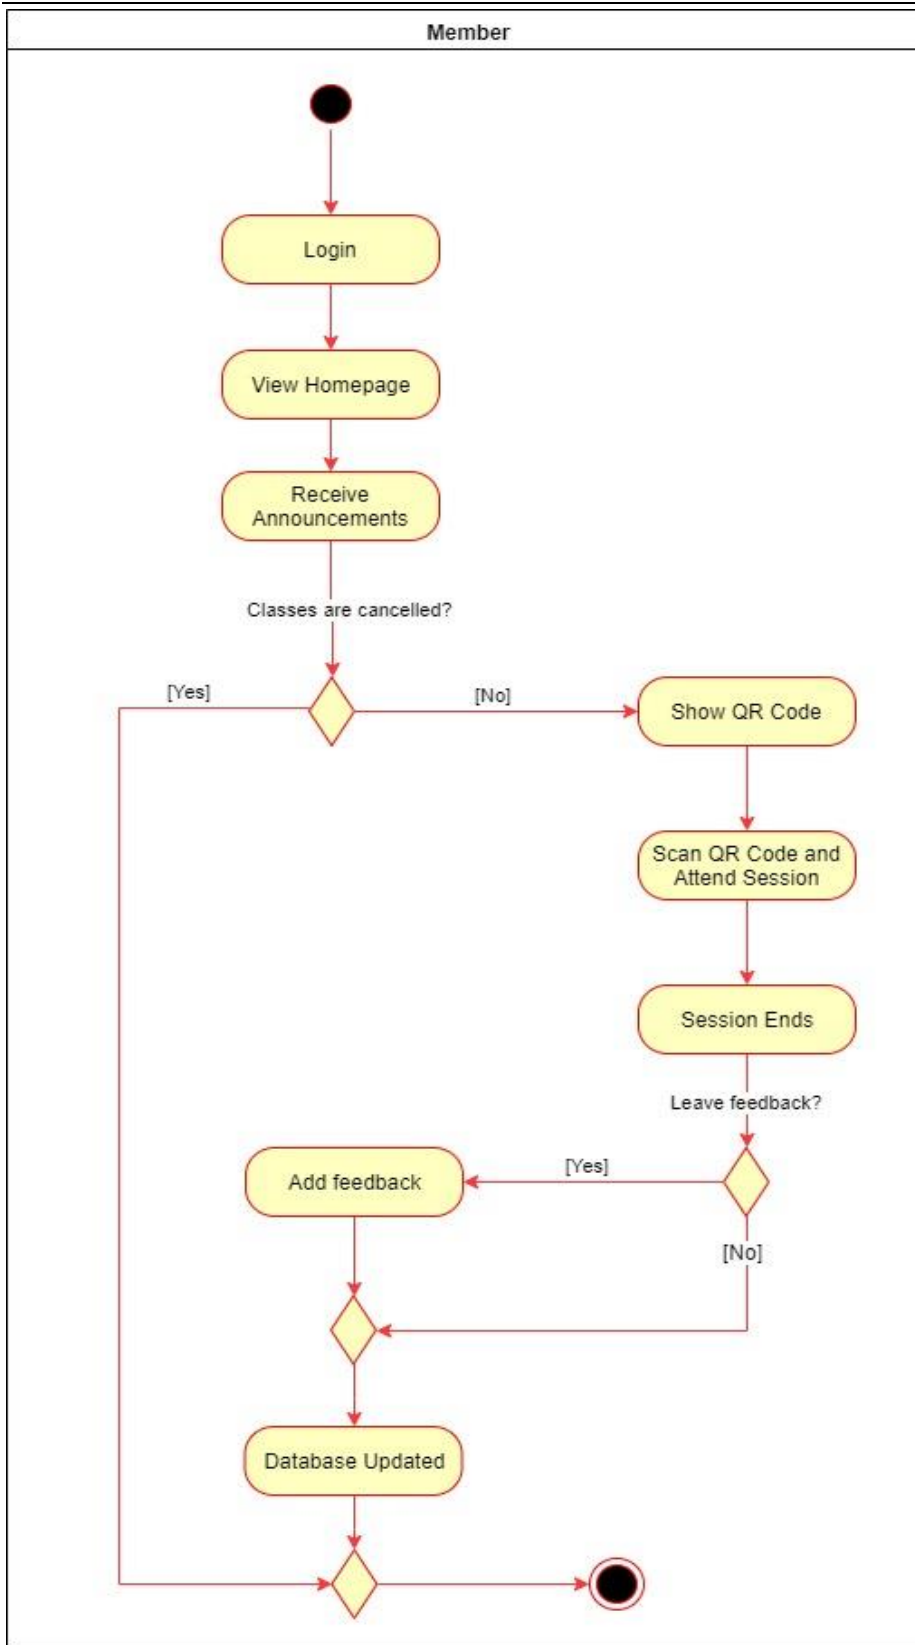 Member
Login
View Homepage
Receive
Announcements
Classes are cancelled?
[Yes]
[No]
Show QR Code
Scan QR Code and
Attend Session
Session Ends
Leave feedback?
[Yes]
Add feedback
[No]
Database Updated